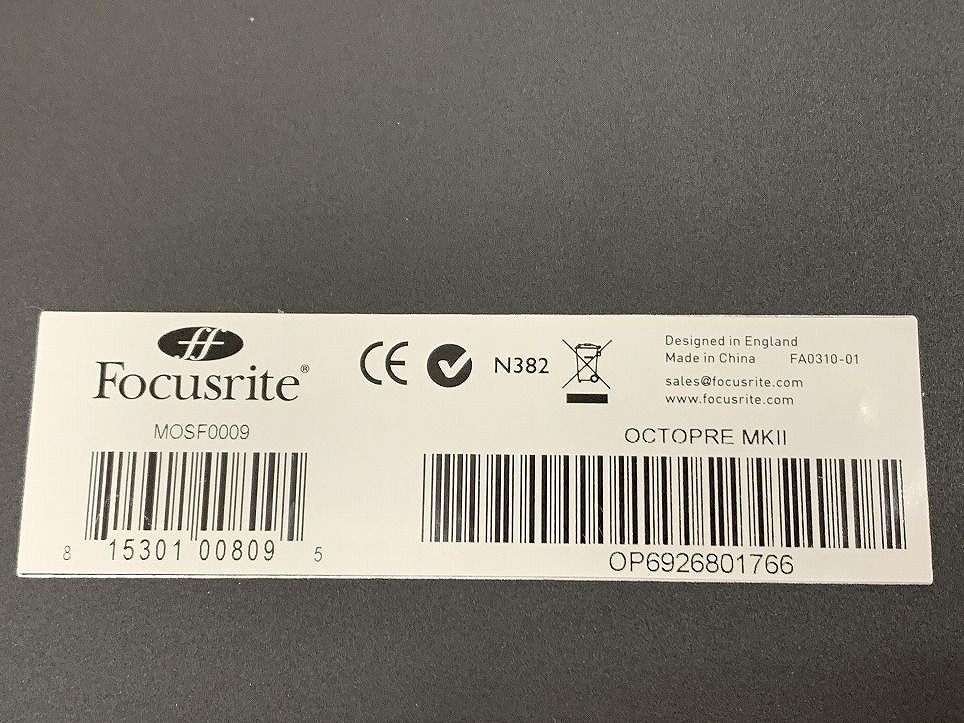 ff
Focusrite®
MOSF0009
8 15301 00809 5
CE N382
Designed in England
Made in China FA0310-01
sales@focusrite.com
www.focusrite.com
OCTOPRE MKII
OP6926801766